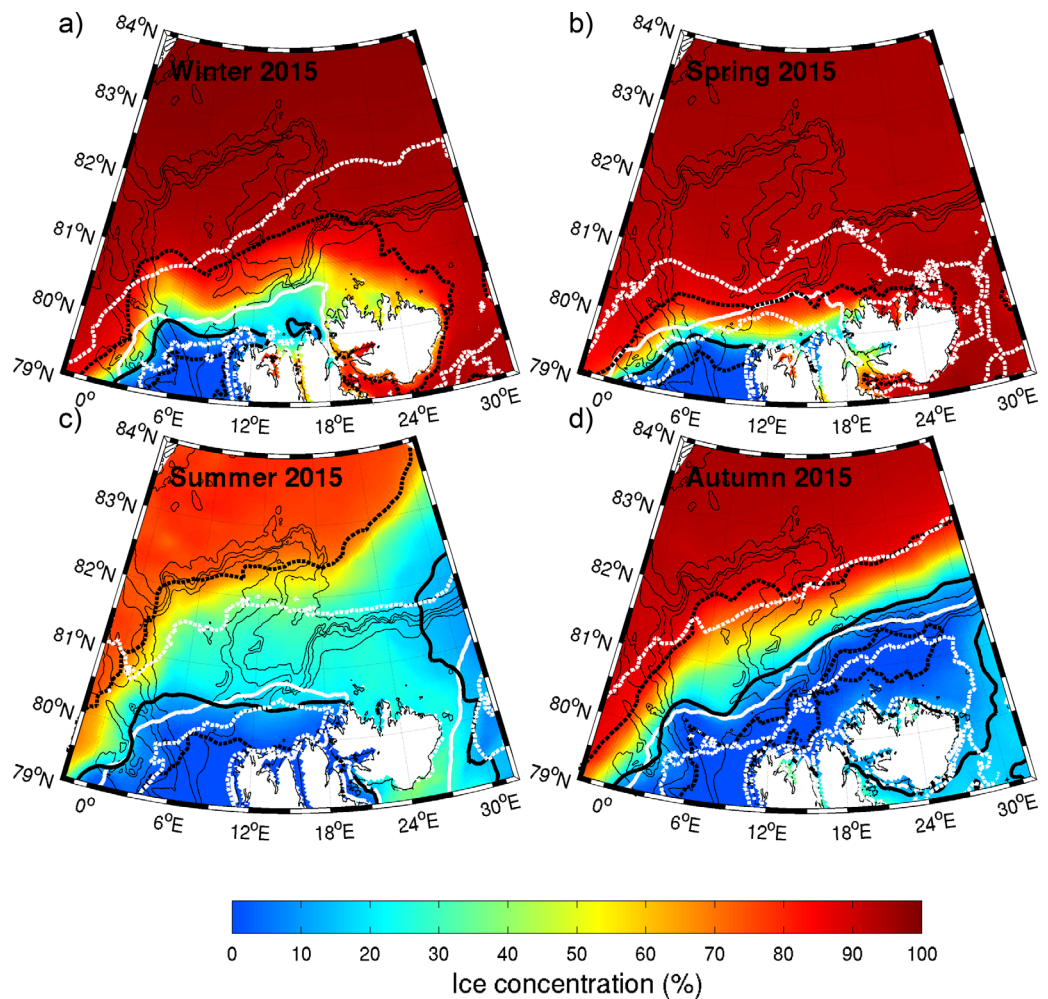 a)
Winter 2015
84°N
83°N
82°N
81°N
80°N
79°N
0°
6°E
12°E
18°E
24°E
30°E
b)
Spring 2015
84°N
83°N
82°N
81°N
80°N
79°N
0°
6°E
12°E
18°E
24°E
30°E
c)
Summer 2015
84°N
83°N
82°N
81°N
80°N
79°N
0°
6°E
12°E
18°E
24°E
30°E
d)
Autumn 2015
84°N
83°N
82°N
81°N
80°N
79°N
0°
6°E
12°E
18°E
24°E
30°E
0 10 20 30 40 50 60 70 80 90 100
Ice concentration (%)